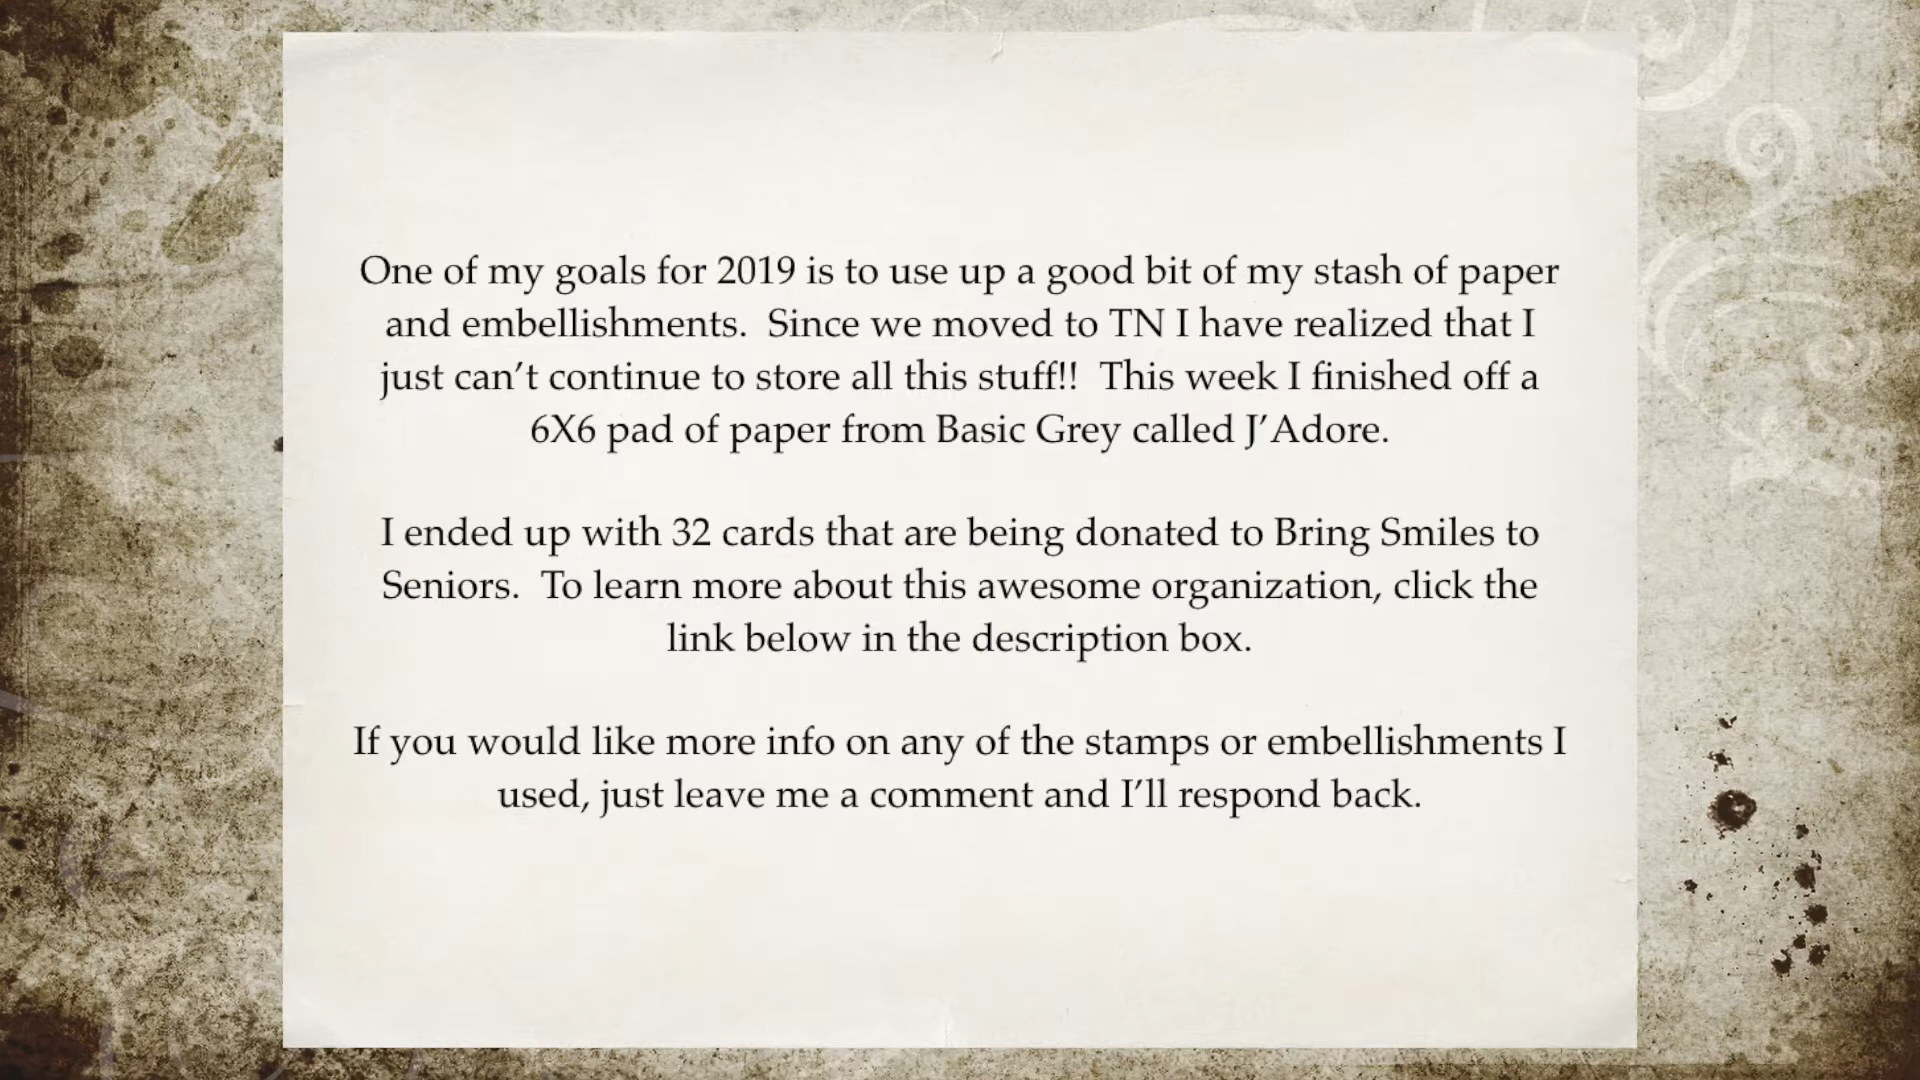 One of my goals for 2019 is to use up a good bit of my stash of paper
and embellishments.  Since we moved to TN I have realized that I
just can’t continue to store all this stuff!!  This week I finished off a
6X6 pad of paper from Basic Grey called J’Adore.
I ended up with 32 cards that are being donated to Bring Smiles to
Seniors.  To learn more about this awesome organization, click the
link below in the description box.
If you would like more info on any of the stamps or embellishments I
used, just leave me a comment and I’ll respond back.